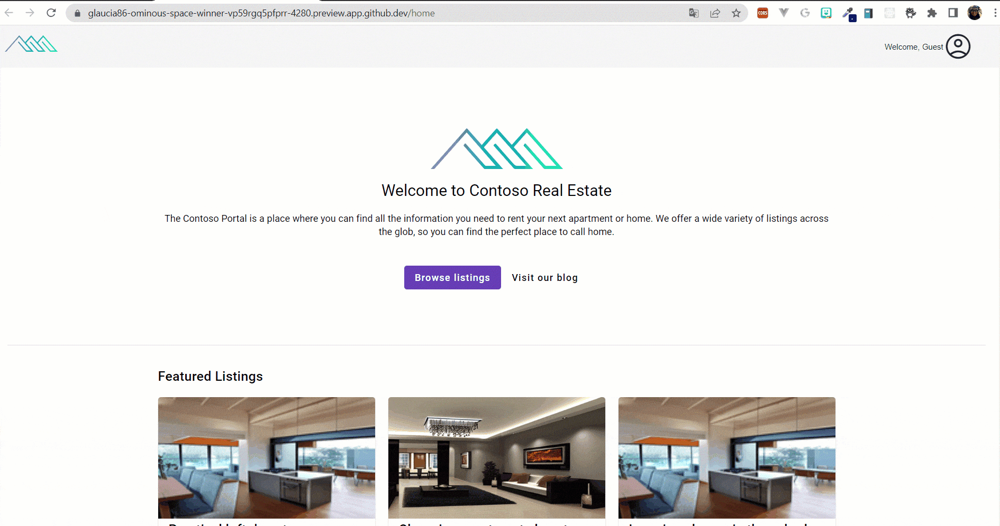 glaucia86-ominous-space-winner-vp59rgq5pfprr-4280.preview.app.github.dev/home
CORS
Welcome, Guest
Welcome to Contoso Real Estate
The Contoso Portal is a place where you can find all the information you need to rent your next apartment or home. We offer a wide variety of listings across
the glob, so you can find the perfect place to call home.
Browse listings Visit our blog
Featured Listings